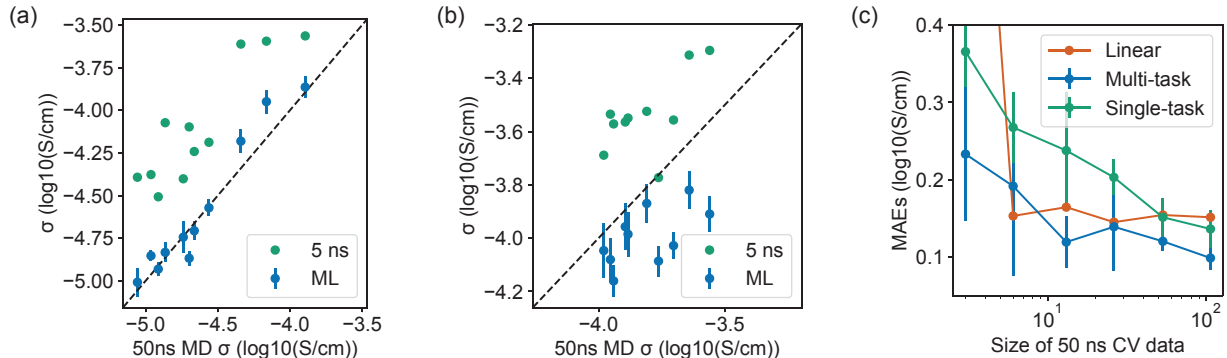 (a)
−3.50
−3.75
−4.00
−4.25
−4.50
−4.75
−5.00
σ (log10(S/cm))
5 ns
ML
−5.0
−4.5
−4.0
−3.5
50ns MD σ (log10(S/cm))
(b)
−3.2
−3.4
−3.6
−3.8
−4.0
−4.2
σ (log10(S/cm))
5 ns
ML
−4.0
−3.5
50ns MD σ (log10(S/cm))
(c)
0.4
0.3
0.2
0.1
MAEs (log10(S/cm))
Linear
Multi-task
Single-task
10¹
10²
Size of 50 ns CV data